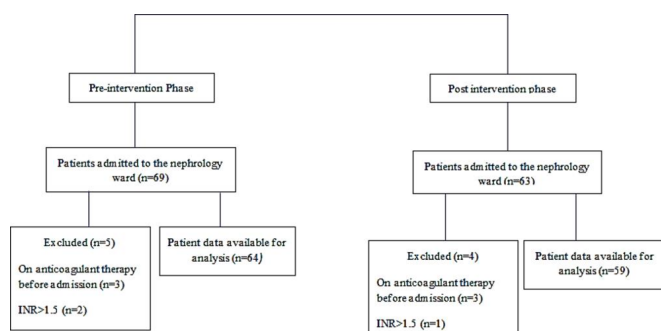 Pre-intervention Phase
Post intervention phase
Patients admitted to the nephrology
ward (n=69)
Patients admitted to the nephrology
ward (n=63)
Excluded (n=5)
On anticoagulant therapy
before admission (n=3)
INR>1.5 (n=2)
Patient data available for
analysis (n=64)
Excluded (n=4)
On anticoagulant therapy
before admission (n=3)
INR>1.5 (n=1)
Patient data available for
analysis (n=59)